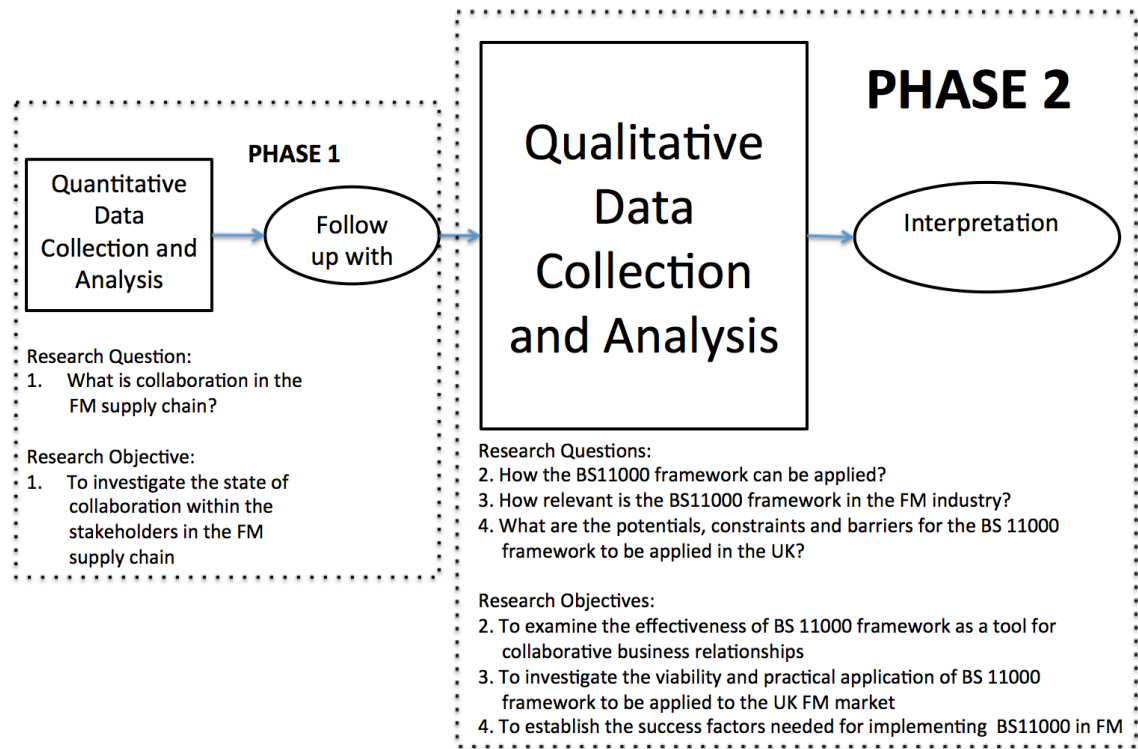 PHASE 1
Quantitative
Data
Collection and
Analysis
Follow
up with
Research Question:
1. What is collaboration in the
FM supply chain?
Research Objective:
1. To investigate the state of
collaboration within the
stakeholders in the FM
supply chain
PHASE 2
Qualitative
Data
Collection
and Analysis
Interpretation
Research Questions:
2. How the BS11000 framework can be applied?
3. How relevant is the BS11000 framework in the FM industry?
4. What are the potentials, constraints and barriers for the BS 11000
framework to be applied in the UK?
Research Objectives:
2. To examine the effectiveness of BS 11000 framework as a tool for
collaborative business relationships
3. To investigate the viability and practical application of BS 11000
framework to be applied to the UK FM market
4. To establish the success factors needed for implementing BS11000 in FM